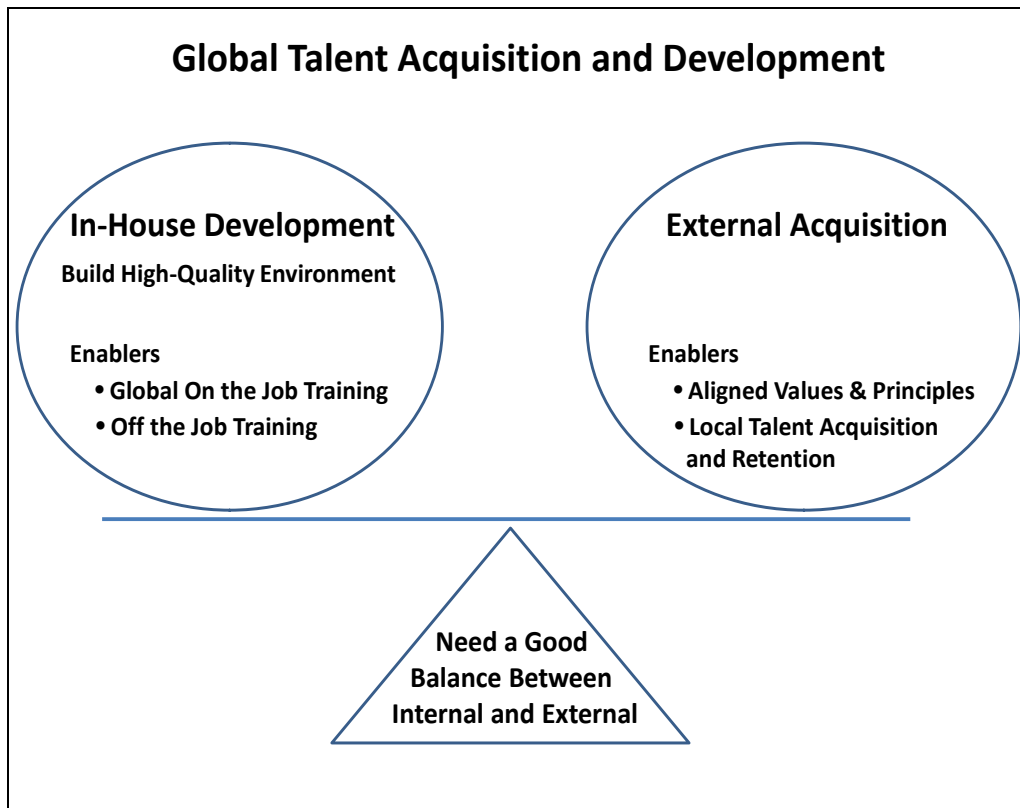 Global Talent Acquisition and Development
In-House Development
Build High-Quality Environment
Enablers
• Global On the Job Training
• Off the Job Training
External Acquisition
Enablers
• Aligned Values & Principles
• Local Talent Acquisition
and Retention
Need a Good
Balance Between
Internal and External